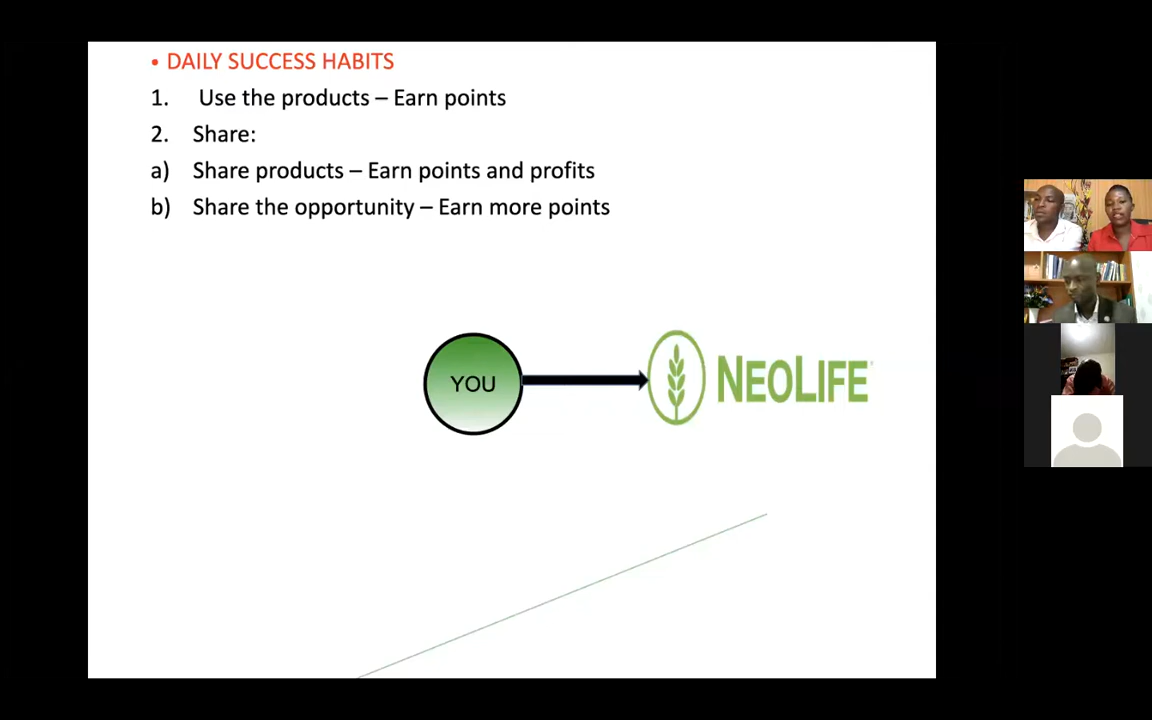 • DAILY SUCCESS HABITS
1. Use the products – Earn points
2. Share:
a) Share products – Earn points and profits
b) Share the opportunity – Earn more points
YOU
NEOLIFE